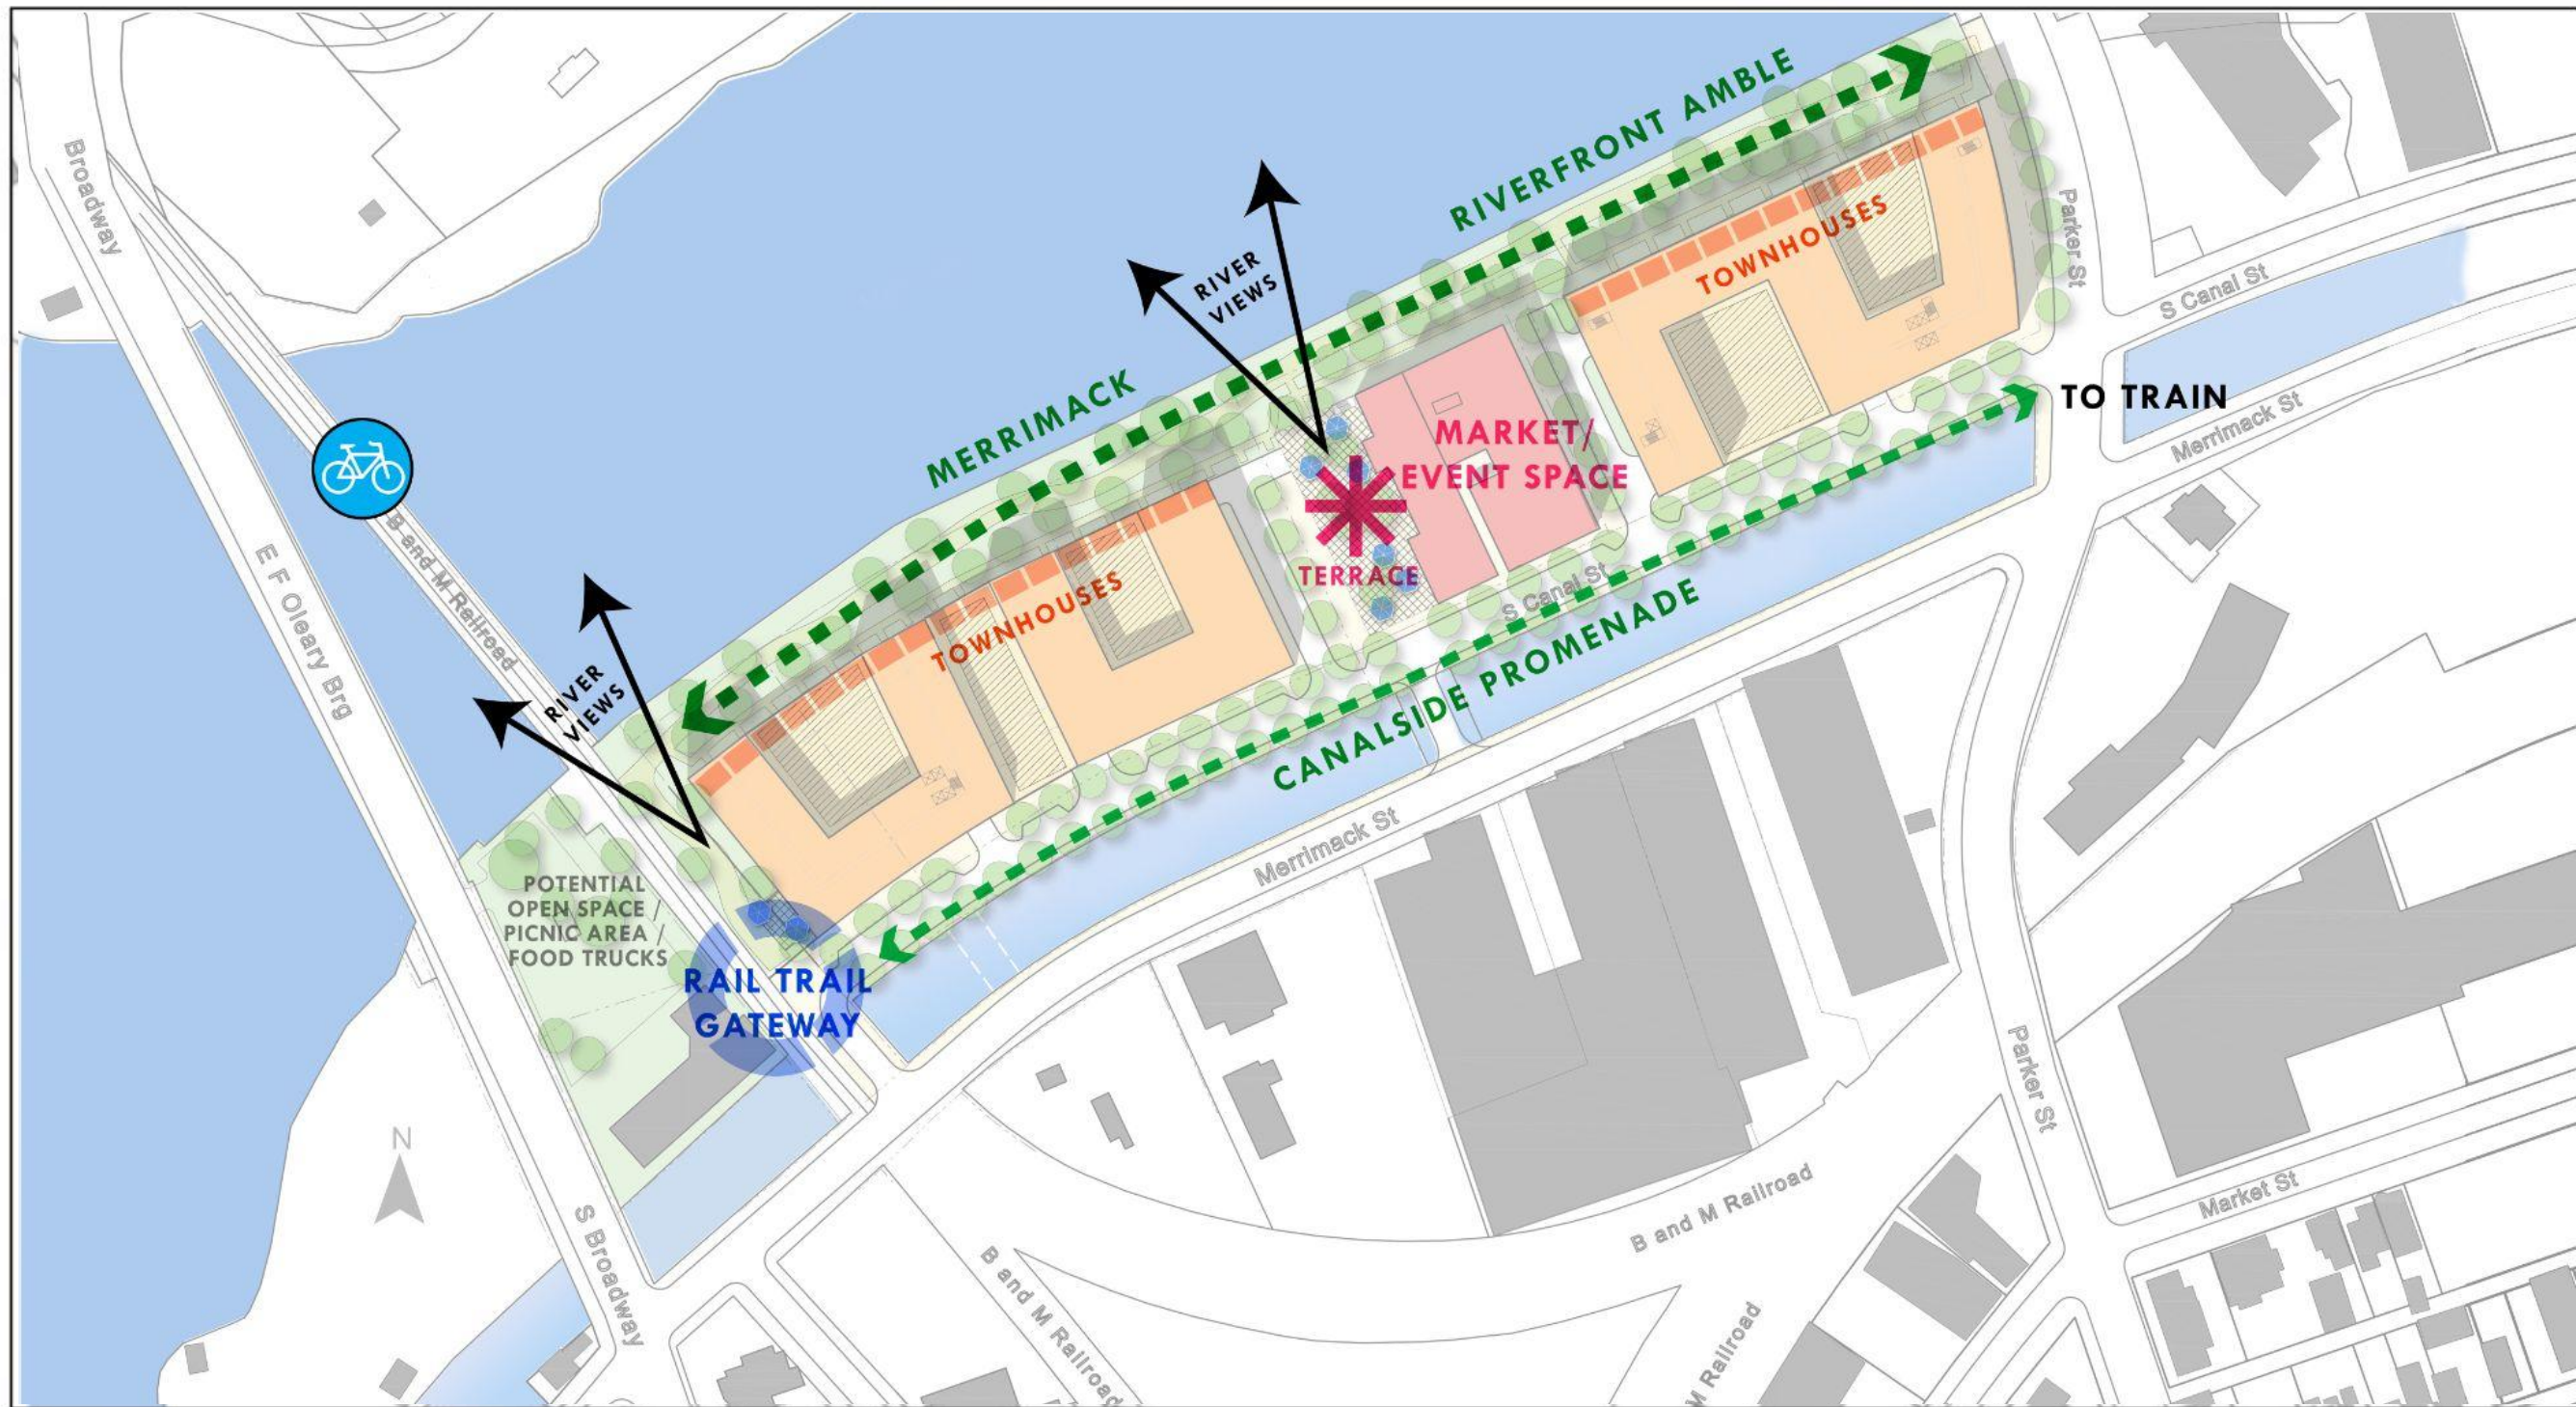 Broadway
RIVERFRONT AMBLE
Parker St
TOWNHOUSES
RIVER
VIEWS
S Canal St
MERRIMACK
TO TRAIN
Merrimack St
MARKET/
EVENT SPACE
B and M Railroad
E F Oleary Brg
TERRACE
TOWNHOUSES
S Canal St
CANALSIDE PROMENADE
RIVER
VIEWS
Merrimack St
POTENTIAL
OPEN SPACE /
PICNIC AREA /
FOOD TRUCKS
RAIL TRAIL
GATEWAY
Parker St
N
Market St
B and M Railroad
S Broadway
B and M Railroad
M Railroad